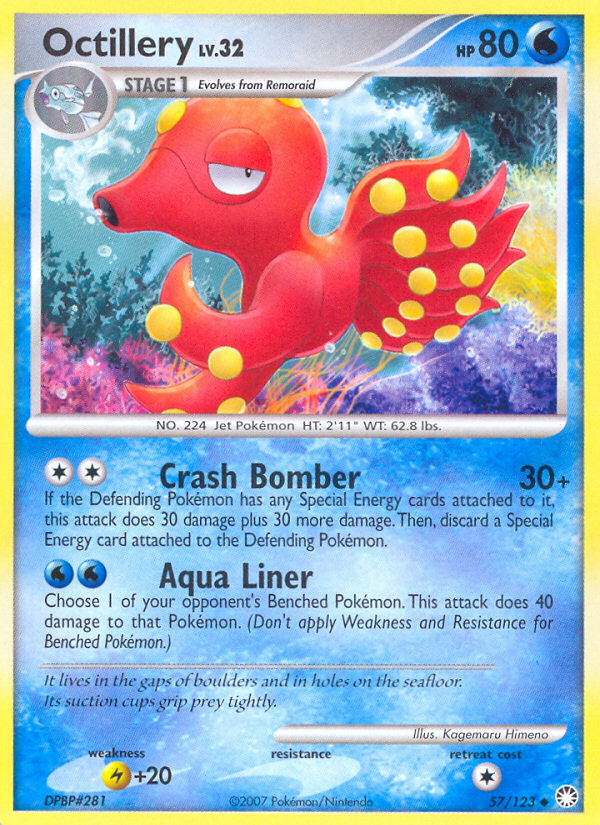 Octillery LV.32 HP 80
STAGE 1 Evolves from Remoraid
NO. 224 Jet Pokémon HT: 2'11" WT: 62.8 lbs.
Crash Bomber 30+
If the Defending Pokémon has any Special Energy cards attached to it,
this attack does 30 damage plus 30 more damage. Then, discard a Special
Energy card attached to the Defending Pokémon.
Aqua Liner
Choose 1 of your opponent's Benched Pokémon. This attack does 40
damage to that Pokémon. (Don't apply Weakness and Resistance for
Benched Pokémon.)
It lives in the gaps of boulders and in holes on the seafloor.
Its suction cups grip prey tightly.
Illus. Kagemaru Himeno
weakness resistance retreat cost
+20
DPBP#281 ©2007 Pokémon/Nintendo 57/123